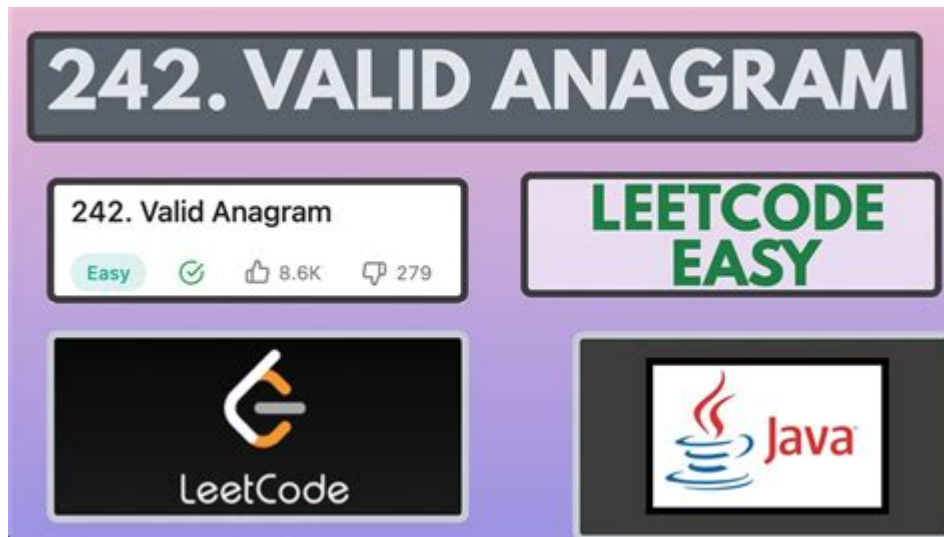 242. VALID ANAGRAM
242. Valid Anagram
Easy 8.6K 279
LEETCODE
EASY
LeetCode
Java